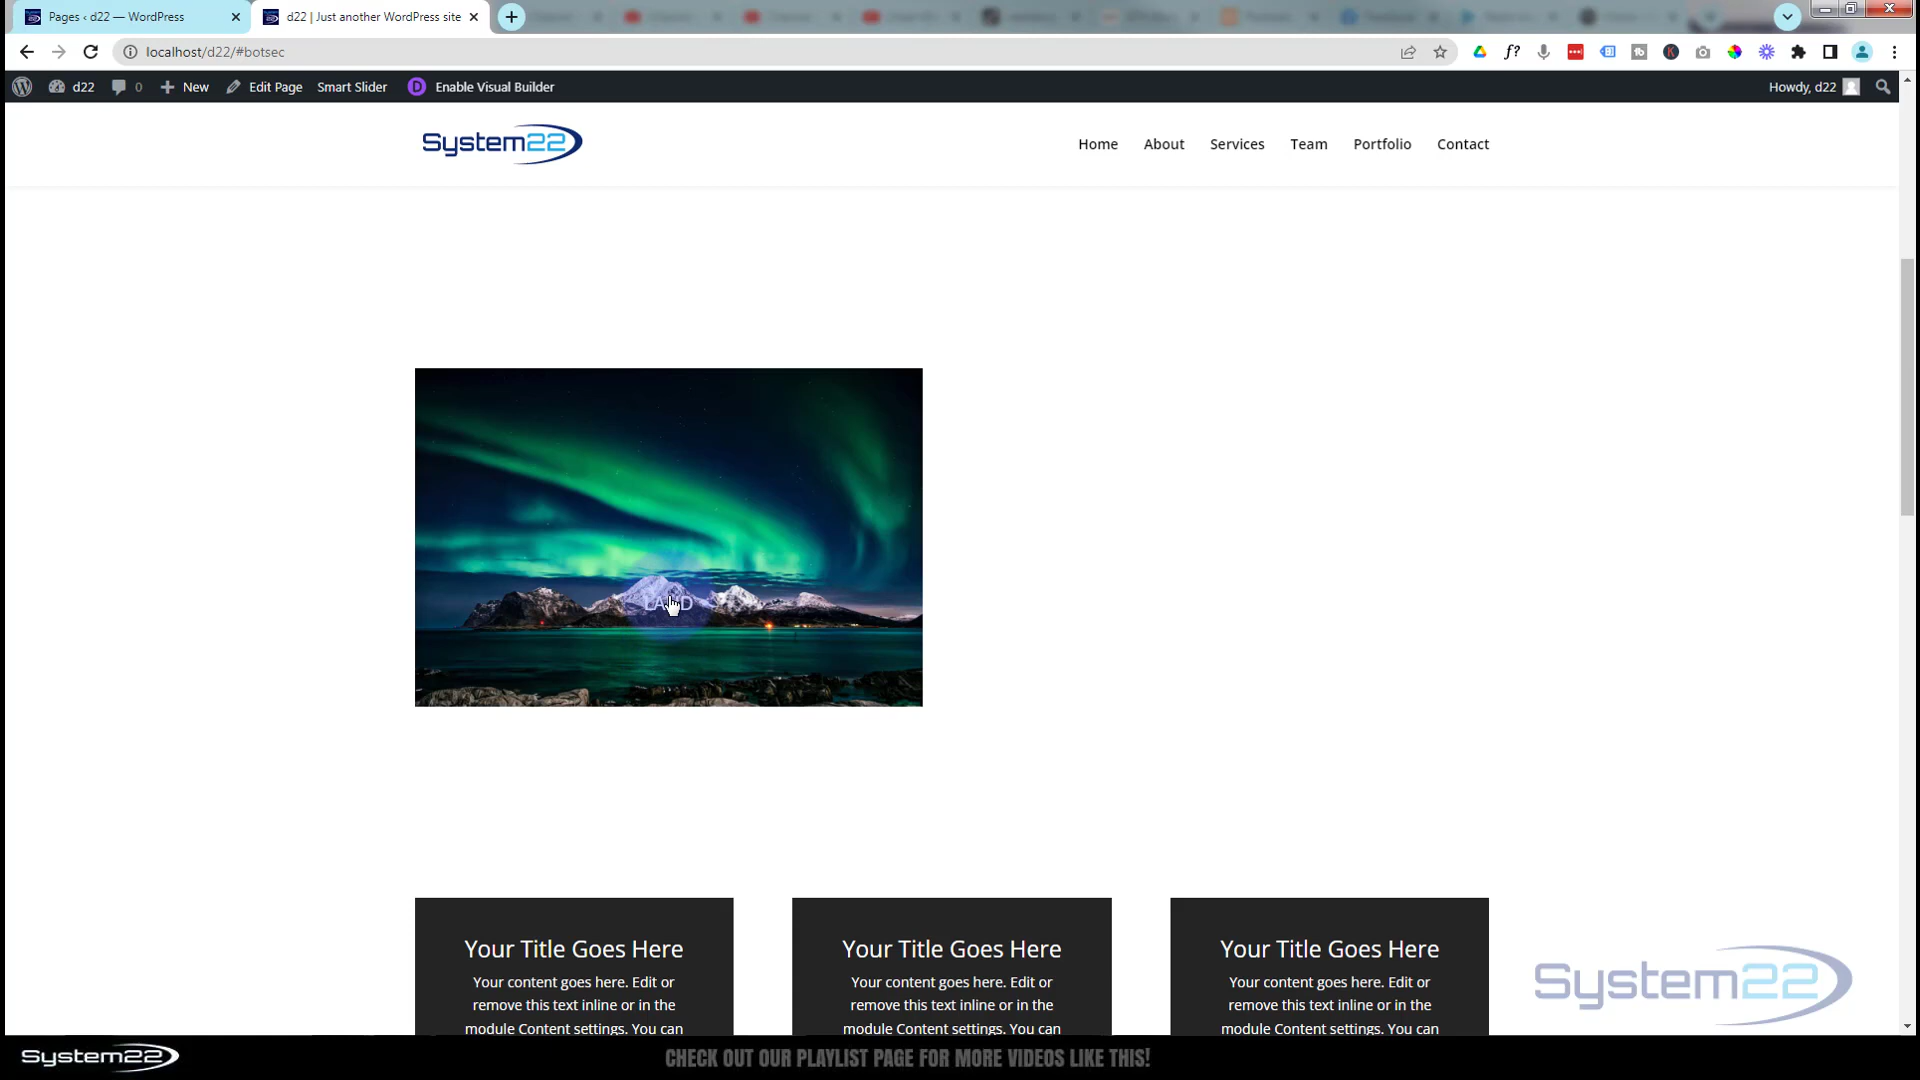 Pages ‹ d22 — WordPress
d22 | Just another WordPress site
localhost/d22/#botsec
d22 0 New Edit Page Smart Slider Enable Visual Builder Howdy, d22
System22
Home About Services Team Portfolio Contact
Your Title Goes Here
Your content goes here. Edit or
remove this text inline or in the
module Content settings. You can
Your Title Goes Here
Your content goes here. Edit or
remove this text inline or in the
module Content settings. You can
Your Title Goes Here
Your content goes here. Edit or
remove this text inline or in the
module Content settings. You can
System22
System22
CHECK OUT OUR PLAYLIST PAGE FOR MORE VIDEOS LIKE THIS!